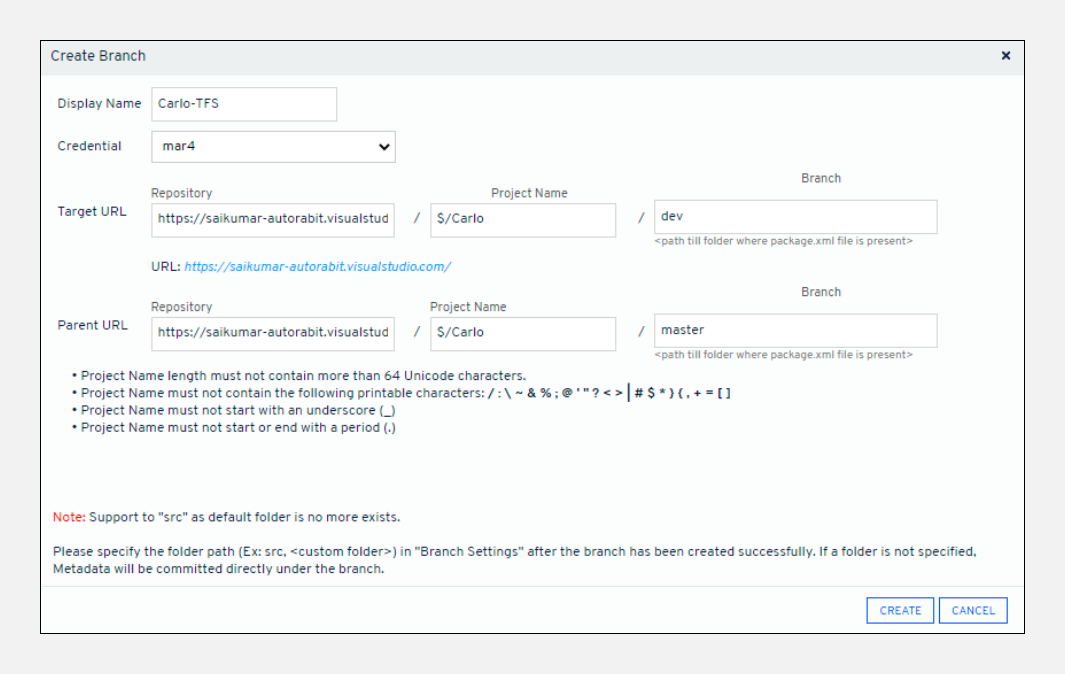 Create Branch ×
Display Name Carlo-TFS
Credential mar4
Branch
Repository Project Name
Target URL https://saikumar-autorabit.visualstud / $/Carlo / dev
<path till folder where package.xml file is present>
URL: https://saikumar-autorabit.visualstudio.com/
Branch
Repository Project Name
Parent URL https://saikumar-autorabit.visualstud / $/Carlo / master
<path till folder where package.xml file is present>
• Project Name length must not contain more than 64 Unicode characters.
• Project Name must not contain the following printable characters: / : \ ~ & % ; @ ' " ? < > | # $ * } { , + = [ ]
• Project Name must not start with an underscore (_)
• Project Name must not start or end with a period (.)
Note: Support to "src" as default folder is no more exists.
Please specify the folder path (Ex: src, <custom folder>) in "Branch Settings" after the branch has been created successfully. If a folder is not specified,
Metadata will be committed directly under the branch.
CREATE CANCEL